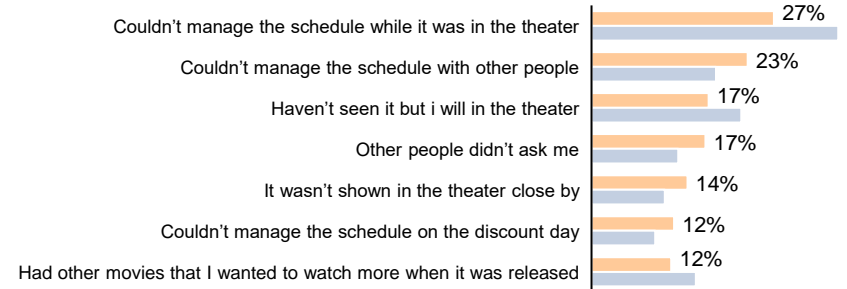 Couldn’t manage the schedule while it was in the theater 27%
Couldn’t manage the schedule with other people 23%
Haven’t seen it but i will in the theater 17%
Other people didn’t ask me 17%
It wasn’t shown in the theater close by 14%
Couldn’t manage the schedule on the discount day 12%
Had other movies that I wanted to watch more when it was released 12%